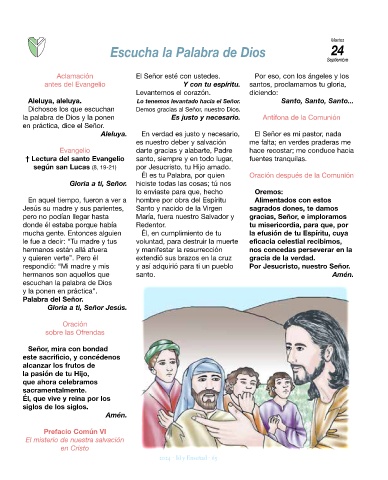 Martes
24
Septiembre
Escucha la Palabra de Dios
Aclamación
antes del Evangelio
Aleluya, aleluya.
Dichosos los que escuchan
la palabra de Dios y la ponen
en práctica, dice el Señor.
Aleluya.
Evangelio
† Lectura del santo Evangelio
según san Lucas (8, 19-21)
Gloria a ti, Señor.
En aquel tiempo, fueron a ver a
Jesús su madre y sus parientes,
pero no podían llegar hasta
donde él estaba porque había
mucha gente. Entonces alguien
le fue a decir: "Tu madre y tus
hermanos están allá afuera
y quieren verte". Pero él
respondió: "Mi madre y mis
hermanos son aquellos que
escuchan la palabra de Dios
y la ponen en práctica".
Palabra del Señor.
Gloria a ti, Señor Jesús.
Oración
sobre las Ofrendas
Señor, mira con bondad
este sacrificio, y concédenos
alcanzar los frutos de
la pasión de tu Hijo,
que ahora celebramos
sacramentalmente.
Él, que vive y reina por los
siglos de los siglos.
Amén.
Prefacio Común VI
El misterio de nuestra salvación
en Cristo
El Señor esté con ustedes.
Y con tu espíritu.
Levantemos el corazón.
Lo tenemos levantado hacia el Señor.
Demos gracias al Señor, nuestro Dios.
Es justo y necesario.
En verdad es justo y necesario,
es nuestro deber y salvación
darte gracias y alabarte, Padre
santo, siempre y en todo lugar,
por Jesucristo, tu Hijo amado.
Él es tu Palabra, por quien
hiciste todas las cosas; tú nos
lo enviaste para que, hecho
hombre por obra del Espíritu
Santo y nacido de la Virgen
María, fuera nuestro Salvador y
Redentor.
Él, en cumplimiento de tu
voluntad, para destruir la muerte
y manifestar la resurrección
extendió sus brazos en la cruz
y así adquirió para ti un pueblo
santo.
Por eso, con los ángeles y los
santos, proclamamos tu gloria,
diciendo:
Santo, Santo, Santo...
Antífona de la Comunión
El Señor es mi pastor, nada
me falta; en verdes praderas me
hace recostar; me conduce hacia
fuentes tranquilas.
Oración después de la Comunión
Oremos:
Alimentados con estos
sagrados dones, te damos
gracias, Señor, e imploramos
tu misericordia, para que, por
la efusión de tu Espíritu, cuya
eficacia celestial recibimos,
nos concedas perseverar en la
gracia de la verdad.
Por Jesucristo, nuestro Señor.
Amén.